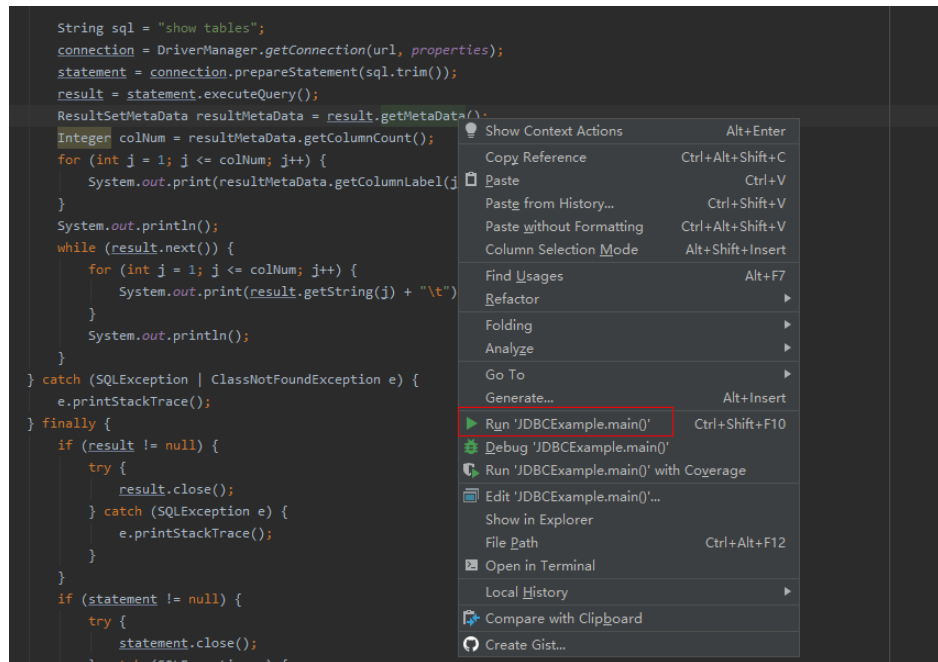 String sql = "show tables";
connection = DriverManager.getConnection(url, properties);
statement = connection.prepareStatement(sql.trim());
result = statement.executeQuery();
ResultSetMetaData resultMetaData = result.getMetaData();
Integer colNum = resultMetaData.getColumnCount();
for (int j = 1; j <= colNum; j++) {
System.out.print(resultMetaData.getColumnLabel(j
}
System.out.println();
while (result.next()) {
for (int j = 1; j <= colNum; j++) {
System.out.print(result.getString(j) + "\t")
}
System.out.println();
}
} catch (SQLException | ClassNotFoundException e) {
e.printStackTrace();
} finally {
if (result != null) {
try {
result.close();
} catch (SQLException e) {
e.printStackTrace();
}
}
if (statement != null) {
try {
statement.close();
Show Context Actions Alt+Enter
Copy Reference Ctrl+Alt+Shift+C
Paste Ctrl+V
Paste from History... Ctrl+Shift+V
Paste without Formatting Ctrl+Alt+Shift+V
Column Selection Mode Alt+Shift+Insert
Find Usages Alt+F7
Refactor
Folding
Analyze
Go To
Generate... Alt+Insert
Run 'JDBCExample.main()' Ctrl+Shift+F10
Debug 'JDBCExample.main()'
Run 'JDBCExample.main()' with Coverage
Edit 'JDBCExample.main()'...
Show in Explorer
File Path Ctrl+Alt+F12
Open in Terminal
Local History
Compare with Clipboard
Create Gist...